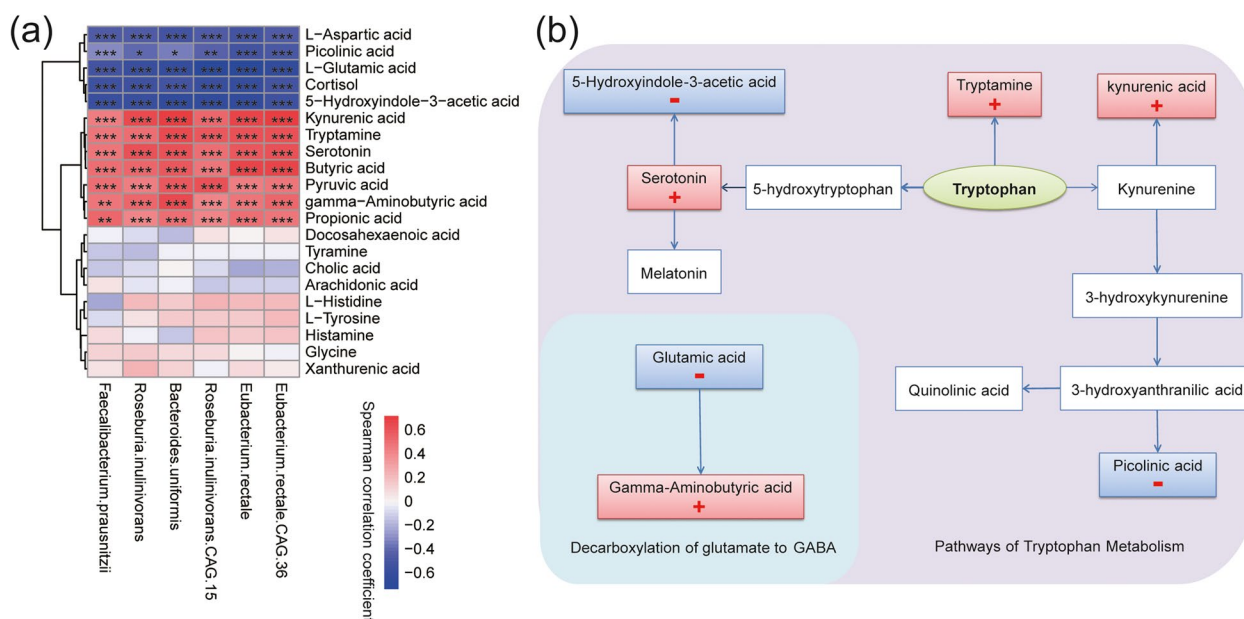 (a)
*** *** *** *** *** *** L−Aspartic acid
*** * * ** *** *** Picolinic acid
*** *** *** *** *** *** L−Glutamic acid
*** *** *** *** *** *** Cortisol
*** *** *** *** *** *** 5−Hydroxyindole−3−acetic acid
*** *** *** *** *** *** Kynurenic acid
*** *** *** *** *** *** Tryptamine
*** *** *** *** *** *** Serotonin
*** *** *** *** *** *** Butyric acid
*** *** *** *** *** *** Pyruvic acid
** *** *** *** *** *** gamma−Aminobutyric acid
** *** *** *** *** *** Propionic acid
Docosahexaenoic acid
Tyramine
Cholic acid
Arachidonic acid
L−Histidine
L−Tyrosine
Histamine
Glycine
Xanthurenic acid
Faecalibacterium.prausnitzii
Roseburia.inulinivorans
Bacteroides.uniformis
Roseburia.inulinivorans.CAG.15
Eubacterium.rectale
Eubacterium.rectale.CAG.36
Spearman correlation coefficient
0.6
0.4
0.2
0
−0.2
−0.4
−0.6
(b)
5-Hydroxyindole-3-acetic acid
-
Tryptamine
+
kynurenic acid
+
Serotonin
+
5-hydroxytryptophan
Tryptophan
Kynurenine
Melatonin
3-hydroxykynurenine
Glutamic acid
-
Quinolinic acid
3-hydroxyanthranilic acid
Gamma-Aminobutyric acid
+
Picolinic acid
-
Decarboxylation of glutamate to GABA
Pathways of Tryptophan Metabolism